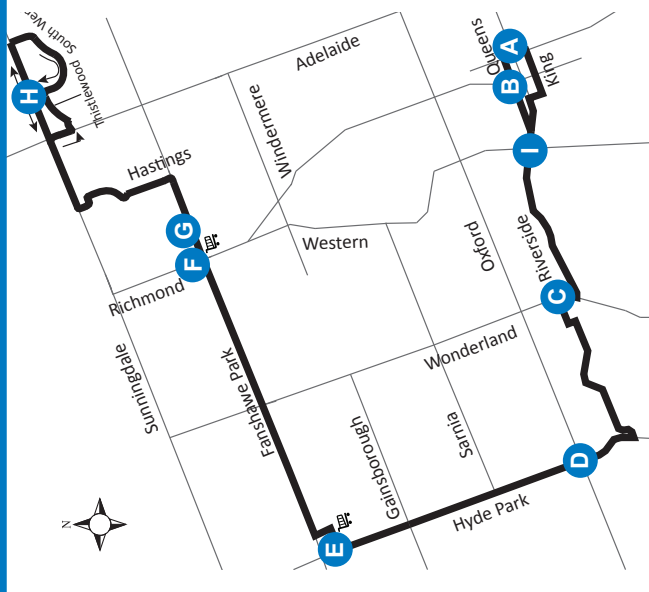 N
South Wen
Thistlewood
H
Adelaide
Queens
A
B
King
Windermere
Hastings
I
G
F
Western
Richmond
Oxford
Riverside
C
Sunningdale
Fanshawe Park
Wonderland
Gainsborough
Sarnia
D
Hyde Park
E